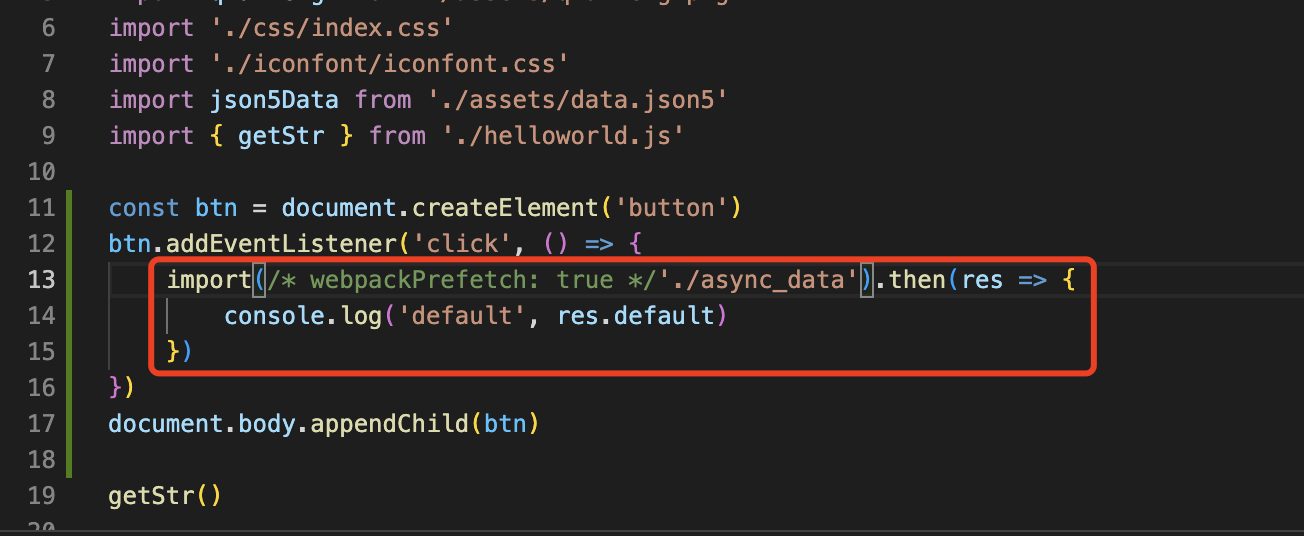 6 import './css/index.css'
7 import './iconfont/iconfont.css'
8 import json5Data from './assets/data.json5'
9 import { getStr } from './helloworld.js'
10
11 const btn = document.createElement('button')
12 btn.addEventListener('click', () => {
13 import(/* webpackPrefetch: true */'./async_data').then(res => {
14 console.log('default', res.default)
15 })
16 })
17 document.body.appendChild(btn)
18
19 getStr()
20